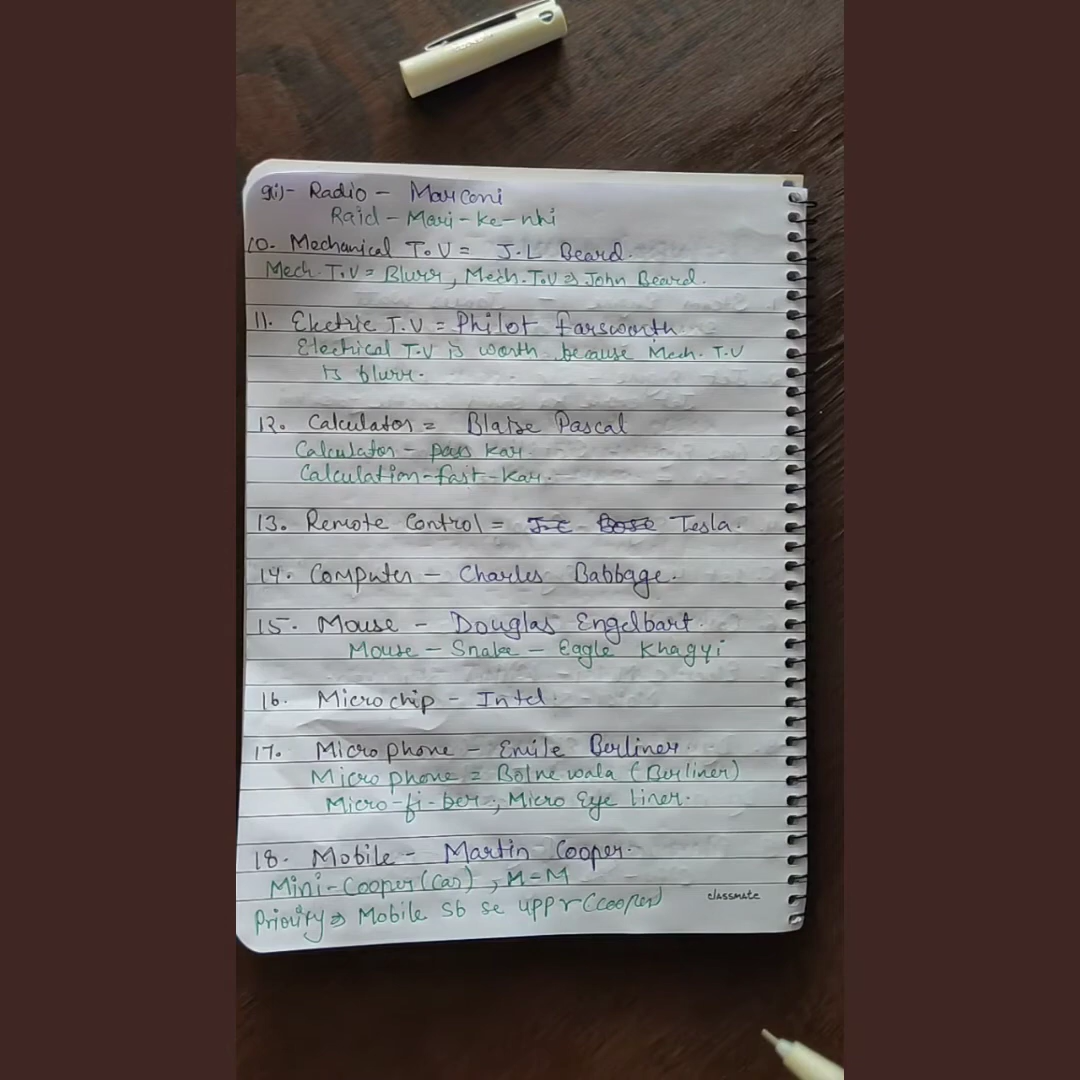 9(i)- Radio - Marconi
Raid - Mari - ke - nhi
10. Mechanical T.V = J.L Beard.
Mech. T.V = Blurr, Mech. T.V ⇒ John Beard.
11. Electric T.V = Philot farsworth
Electrical T.V is worth because Mech. T.V
is blurr.
12. Calculator = Blaise Pascal
Calculator - pass kar.
Calculation - fast - kar.
13. Remote Control = Tesla.
14. Computer - Charles Babbage.
15. Mouse - Douglas Engelbart.
Mouse - Snake - Eagle Khagyi
16. Microchip - Intel.
17. Microphone - Emile Berliner.
Microphone = Bolne wala (Berliner)
Micro-fi-ber, Micro Eye liner.
18. Mobile - Martin Cooper.
Mini-Cooper (Car), M=M
Priority ⇒ Mobile sb se uppr (cooper)
classmate